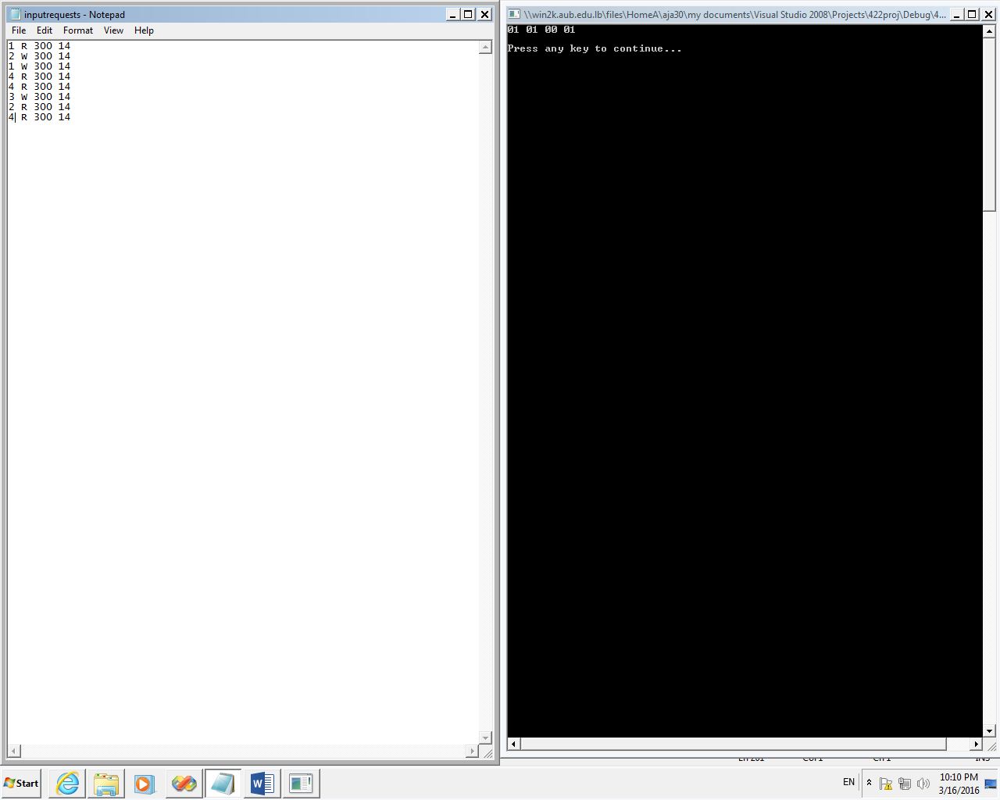 inputrequests - Notepad
File Edit Format View Help
1 R 300 14
2 W 300 14
1 W 300 14
4 R 300 14
4 R 300 14
3 W 300 14
2 R 300 14
4 R 300 14
\\win2k.aub.edu.lb\files\HomeA\aja30\my documents\Visual Studio 2008\Projects\422proj\Debug\4...
01 01 00 01
Press any key to continue...
Start
EN
10:10 PM
3/16/2016